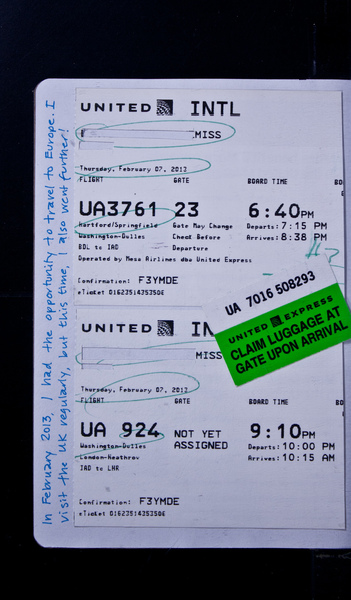 In February 2013, I had the opportunity to travel to Europe. I
visit the UK regularly, but this time, I also went further!
UNITED INTL
MISS
Thursday, February 07, 2013
FLIGHT GATE BOARD TIME
UA3761 23 6:40PM
Hartford/Springfield Gate May Change Departs: 7:15 PM
Washington-Dulles Check Before Arrives: 8:38 PM
BDL to IAD Departure
Operated by Mesa Airlines dba United Express
Confirmation: F3YMDE
eTicket 0162351435350E
UA 7016 508293
UNITED EXPRESS
CLAIM LUGGAGE AT
GATE UPON ARRIVAL
UNITED IN
MISS
Thursday, February 07, 2013
FLIGHT GATE BOARD TIME
UA 924 NOT YET 9:10PM
ASSIGNED
Washington-Dulles Departs: 10:00 PM
London-Heathrow Arrives: 10:15 AM
IAD to LHR
Confirmation: F3YMDE
eTicket 0162351435350E